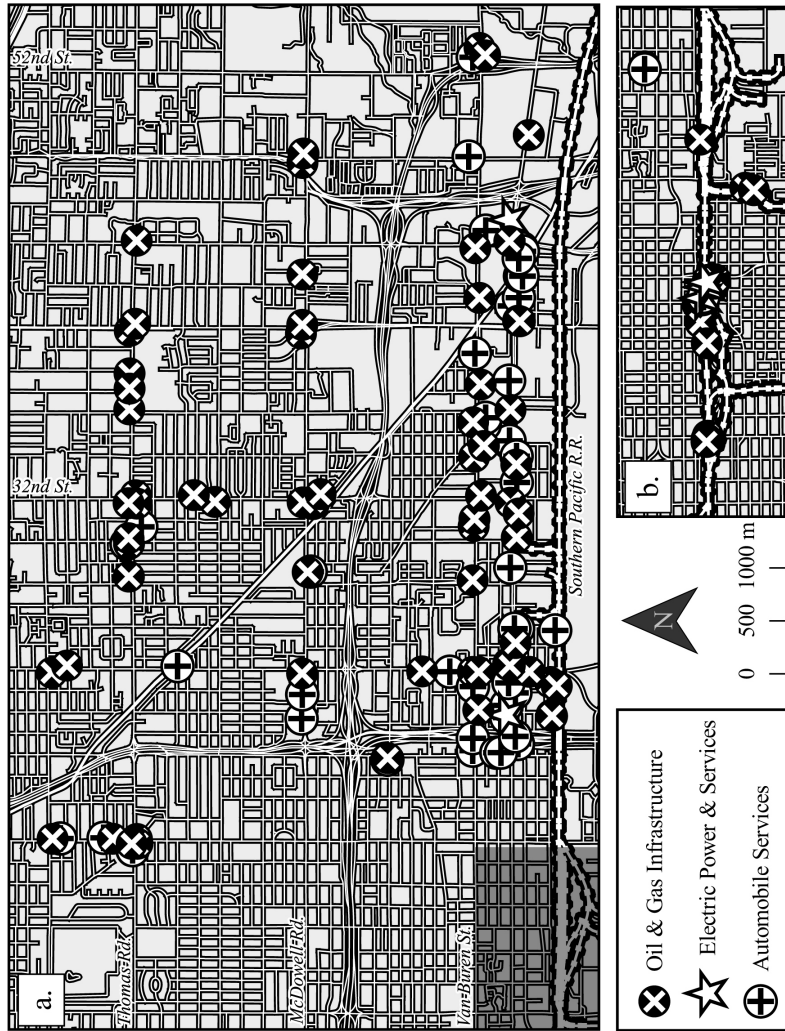 a.
52nd St.
32nd St.
Thomas Rd.
McDowell Rd.
Van Buren St.
Southern Pacific R.R.
b.
N
0 500 1000 m
Oil & Gas Infrastructure
Electric Power & Services
Automobile Services